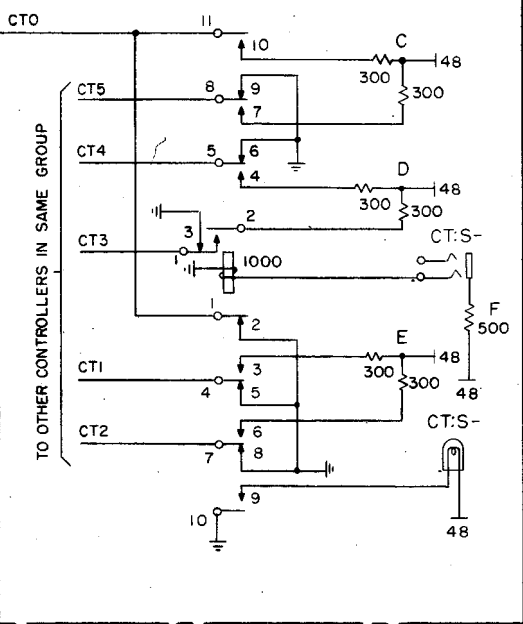 CT0
11
10
C
300
48
300
CT5
8
9
7
CT4
5
6
4
D
300
48
300
2
3
CT3
1
1000
CT:S-
F
500
48
1
2
3
E
300
48
300
CT1
4
5
6
CT2
7
8
CT:S-
9
10
48
TO OTHER CONTROLLERS IN SAME GROUP